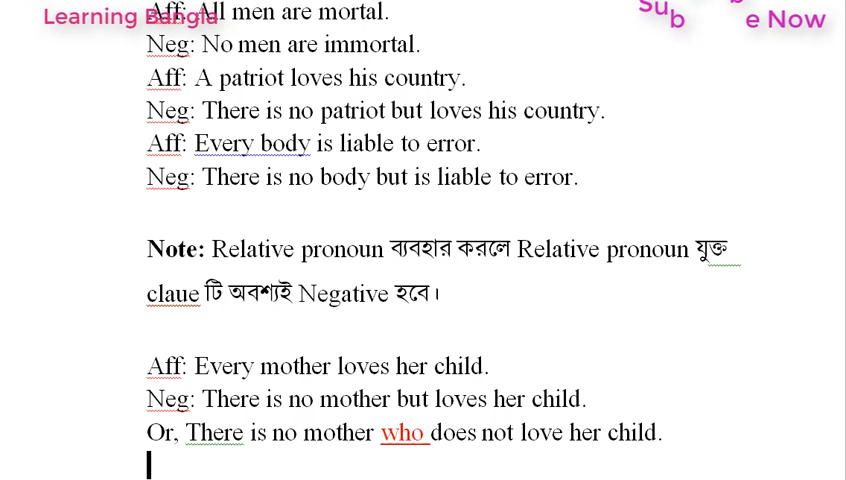 Learning Bangla
Su
b
b
e Now
Aff: All men are mortal.
Neg: No men are immortal.
Aff: A patriot loves his country.
Neg: There is no patriot but loves his country.
Aff: Every body is liable to error.
Neg: There is no body but is liable to error.
Note: Relative pronoun ব্যবহার করলে Relative pronoun যুক্ত
claue টি অবশ্যই Negative হবে।
Aff: Every mother loves her child.
Neg: There is no mother but loves her child.
Or, There is no mother who does not love her child.